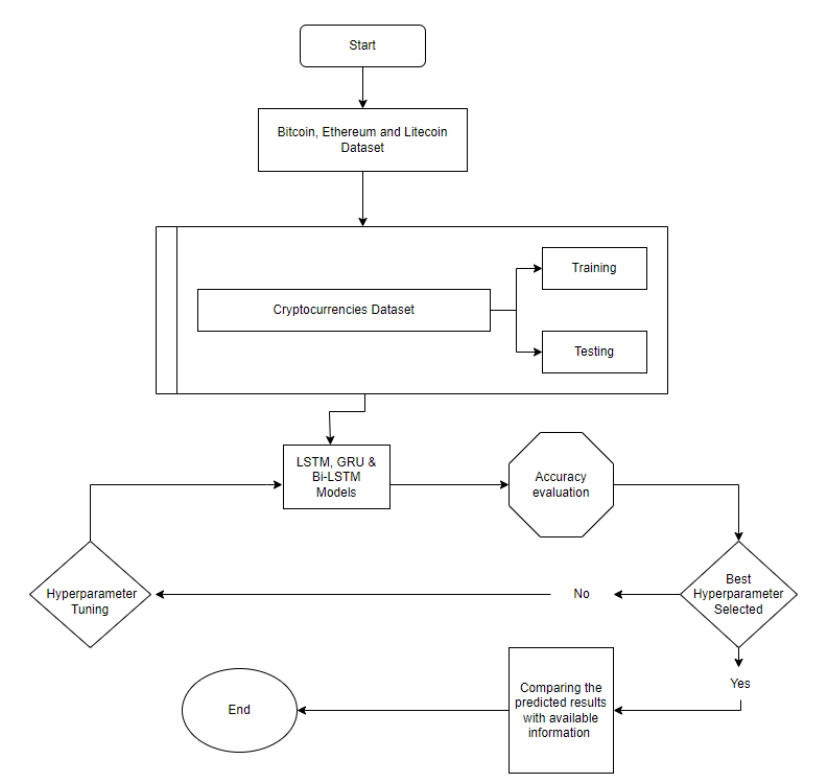 Start
Bitcoin, Ethereum and Litecoin
Dataset
Training
Cryptocurrencies Dataset
Testing
LSTM, GRU &
Bi-LSTM
Models
Accuracy
evaluation
Best
Hyperparameter
Selected
No
Hyperparameter
Tuning
Yes
Comparing the
predicted results
with available
information
End